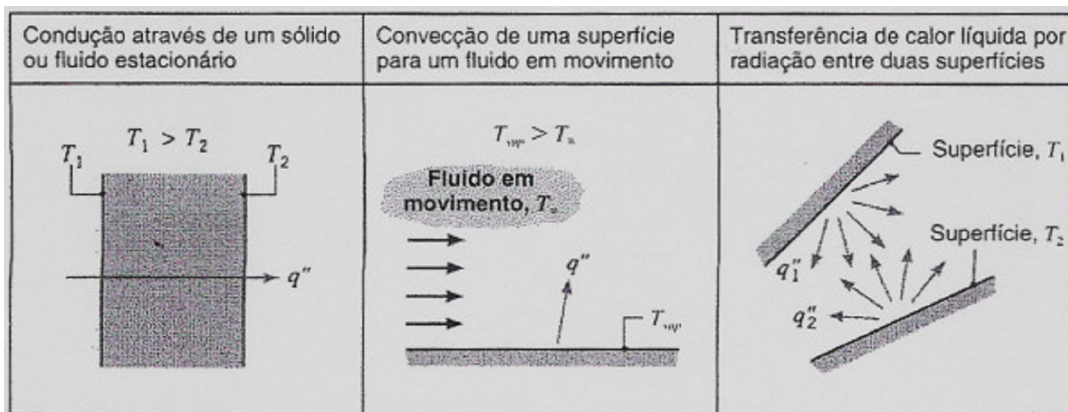 Condução através de um sólido
ou fluido estacionário
Convecção de uma superfície
para um fluido em movimento
Transferência de calor líquida por
radiação entre duas superfícies
T₁ > T₂
T₁
T₂
q"
T >
Fluido em
movimento,
q"
Superfície, T₁
Superfície, T₂
q"₁
q"₂